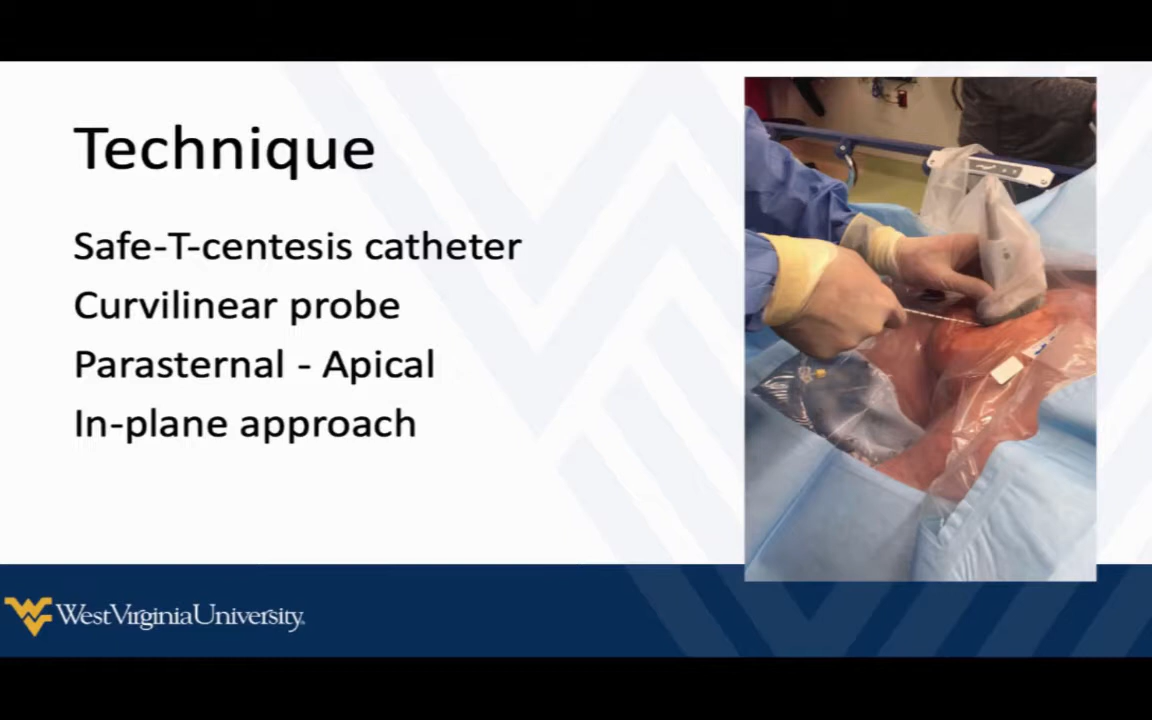 Technique
Safe-T-centesis catheter
Curvilinear probe
Parasternal - Apical
In-plane approach
WestVirginiaUniversity.